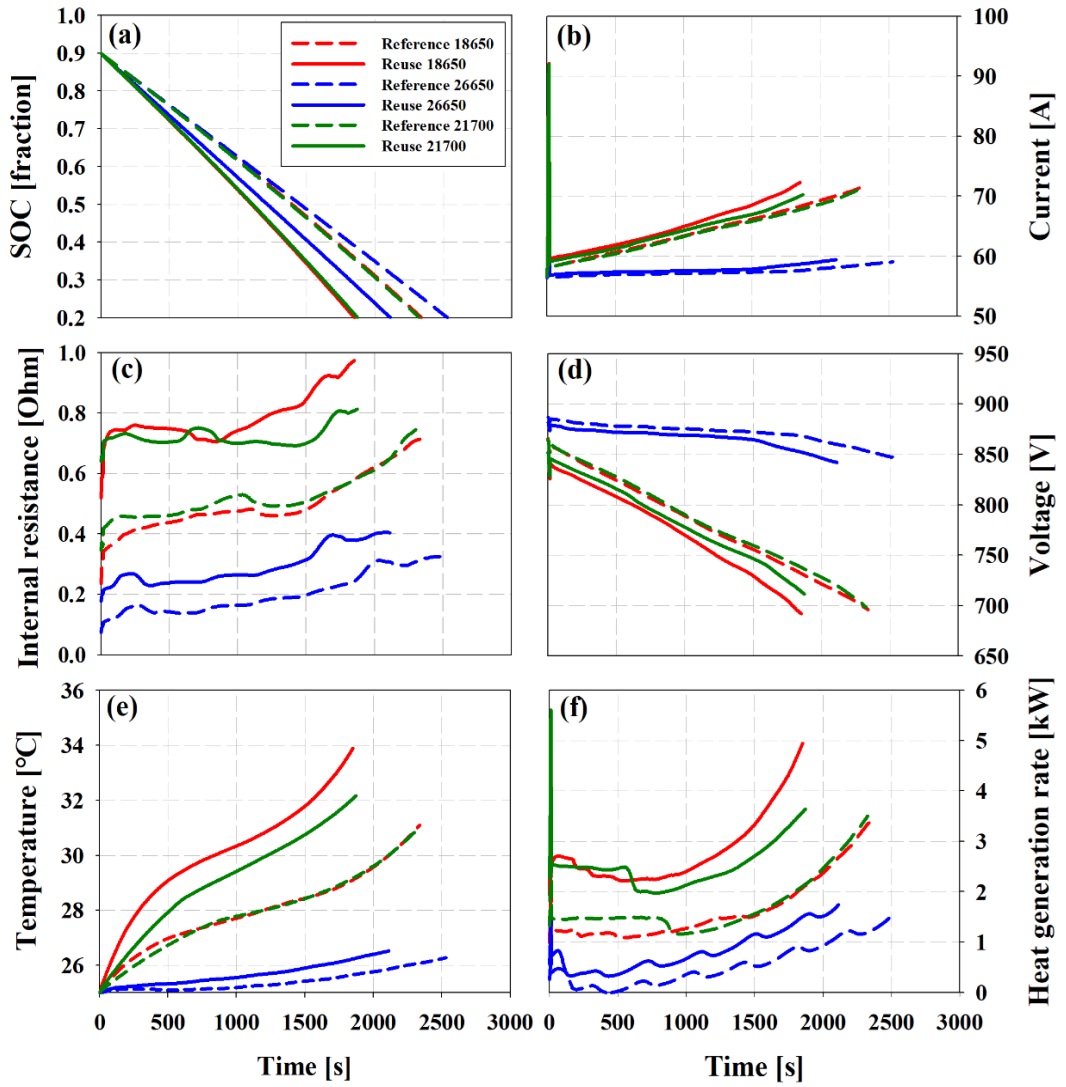 (a)
SOC [fraction]
1.0
0.9
0.8
0.7
0.6
0.5
0.4
0.3
0.2
Reference 18650
Reuse 18650
Reference 26650
Reuse 26650
Reference 21700
Reuse 21700
(b)
100
90
80
70
60
50
Current [A]
(c)
Internal resistance [Ohm]
1.0
0.8
0.6
0.4
0.2
0.0
(d)
950
900
850
800
750
700
650
Voltage [V]
(e)
Temperature [℃]
36
34
32
30
28
26
0 500 1000 1500 2000 2500 3000
Time [s]
(f)
6
5
4
3
2
1
0
Heat generation rate [kW]
0 500 1000 1500 2000 2500 3000
Time [s]